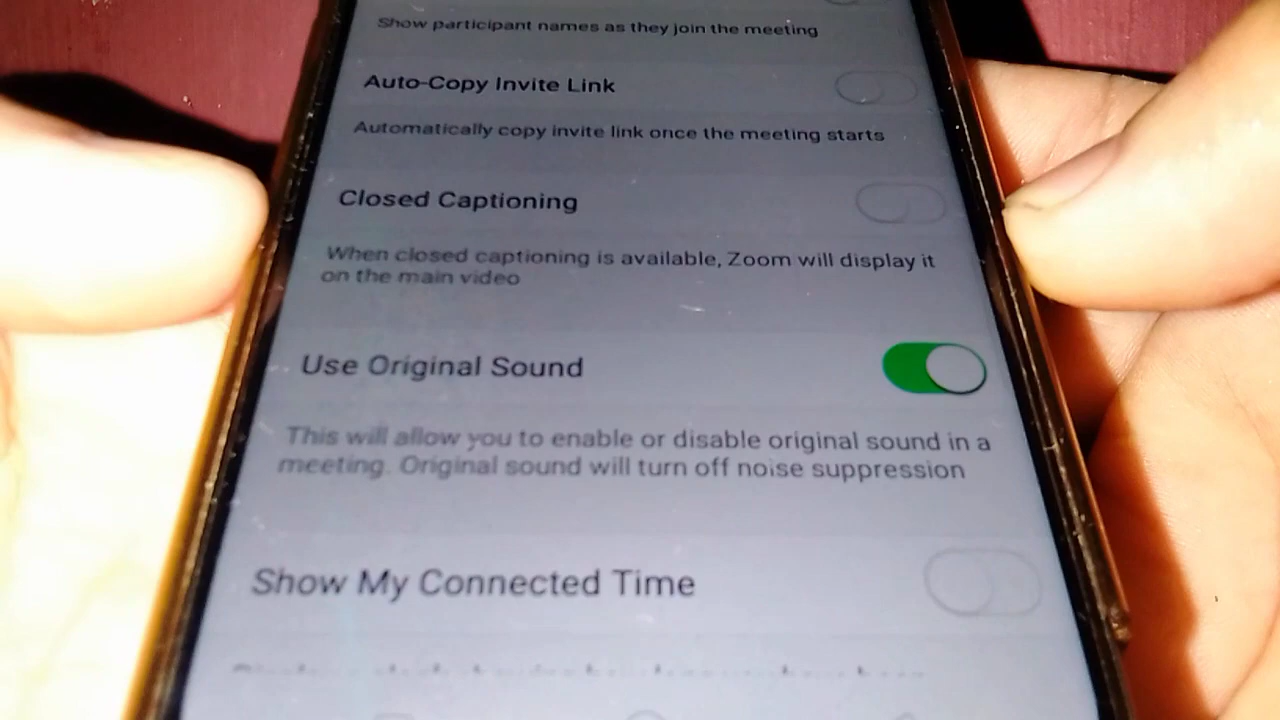 Show participant names as they join the meeting
Auto-Copy Invite Link
Automatically copy invite link once the meeting starts
Closed Captioning
When closed captioning is available, Zoom will display it
on the main video
Use Original Sound
This will allow you to enable or disable original sound in a
meeting. Original sound will turn off noise suppression
Show My Connected Time